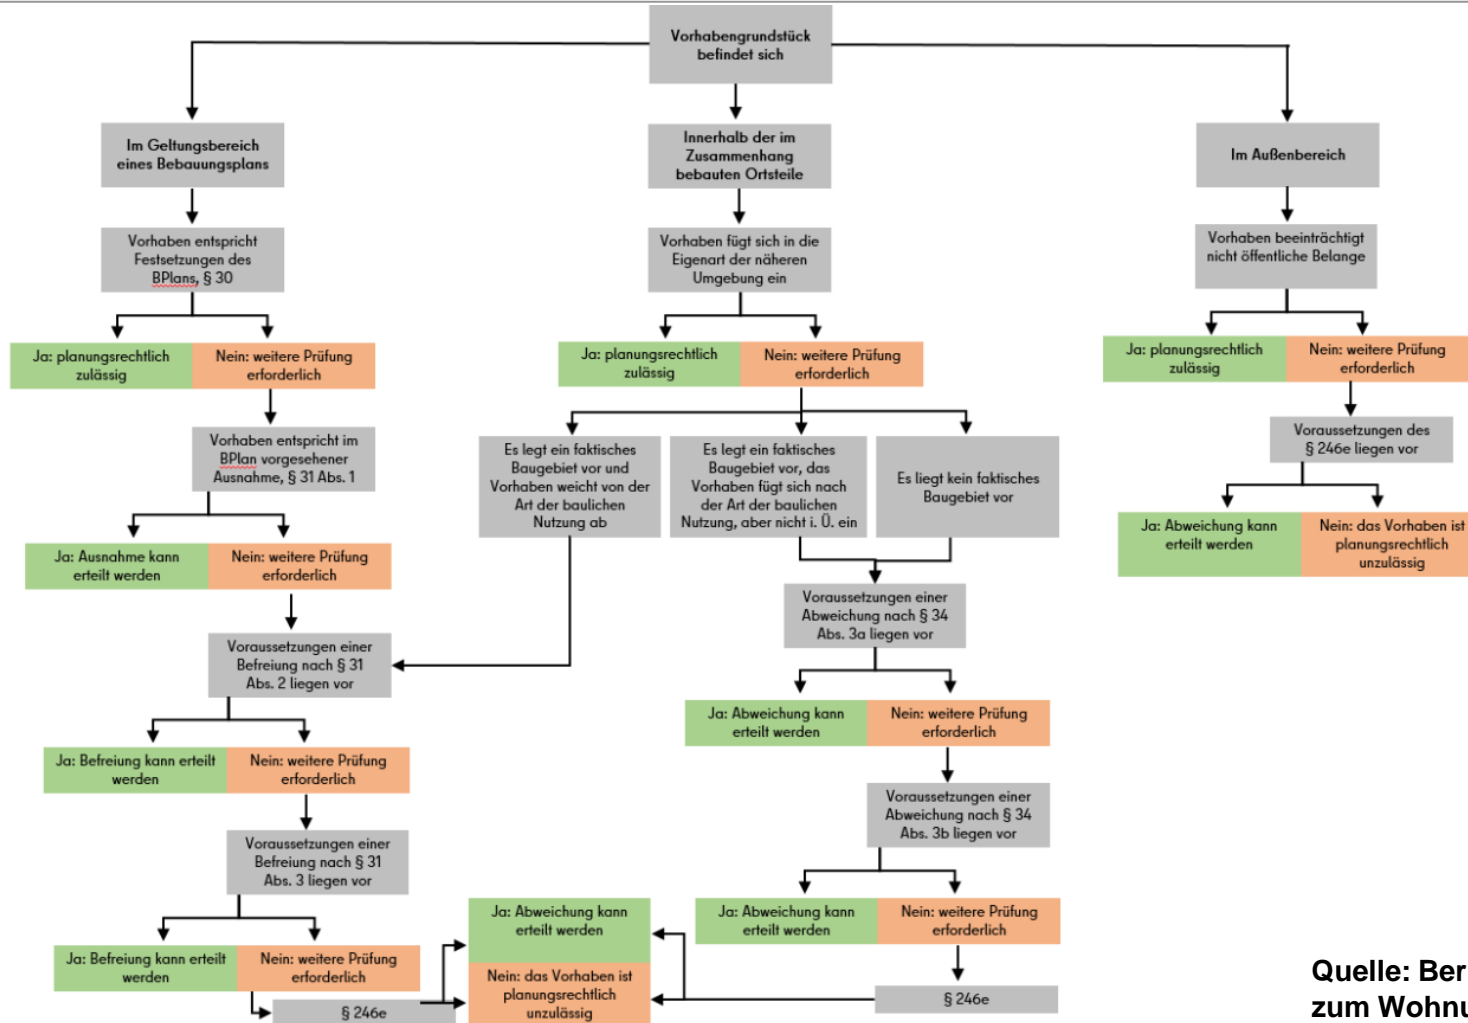 Vorhabengrundstück
befindet sich
Im Geltungsbereich
eines Bebauungsplans
Innerhalb der im
Zusammenhang
bebauten Ortsteile
Im Außenbereich
Vorhaben entspricht
Festsetzungen des
BPlans, § 30
Vorhaben fügt sich in die
Eigenart der näheren
Umgebung ein
Vorhaben beeinträchtigt
nicht öffentliche Belange
Ja: planungsrechtlich
zulässig
Nein: weitere Prüfung
erforderlich
Ja: planungsrechtlich
zulässig
Nein: weitere Prüfung
erforderlich
Ja: planungsrechtlich
zulässig
Nein: weitere Prüfung
erforderlich
Vorhaben entspricht im
BPlan vorgesehener
Ausnahme, § 31 Abs. 1
Es legt ein faktisches
Baugebiet vor und
Vorhaben weicht von der
Art der baulichen
Nutzung ab
Es legt ein faktisches
Baugebiet vor, das
Vorhaben fügt sich nach
der Art der baulichen
Nutzung, aber nicht i. Ü. ein
Es liegt kein faktisches
Baugebiet vor
Voraussetzungen des
§ 246e liegen vor
Ja: Abweichung kann
erteilt werden
Nein: das Vorhaben ist
planungsrechtlich
unzulässig
Ja: Ausnahme kann
erteilt werden
Nein: weitere Prüfung
erforderlich
Voraussetzungen einer
Abweichung nach § 34
Abs. 3a liegen vor
Voraussetzungen einer
Befreiung nach § 31
Abs. 2 liegen vor
Ja: Abweichung kann
erteilt werden
Nein: weitere Prüfung
erforderlich
Ja: Befreiung kann erteilt
werden
Nein: weitere Prüfung
erforderlich
Voraussetzungen einer
Abweichung nach § 34
Abs. 3b liegen vor
Voraussetzungen einer
Befreiung nach § 31
Abs. 3 liegen vor
Ja: Abweichung kann
erteilt werden
Nein: das Vorhaben ist
planungsrechtlich
unzulässig
Ja: Abweichung kann
erteilt werden
Nein: weitere Prüfung
erforderlich
Ja: Befreiung kann erteilt
werden
Nein: weitere Prüfung
erforderlich
§ 246e
§ 246e
Quelle: Ber
zum Wohnu